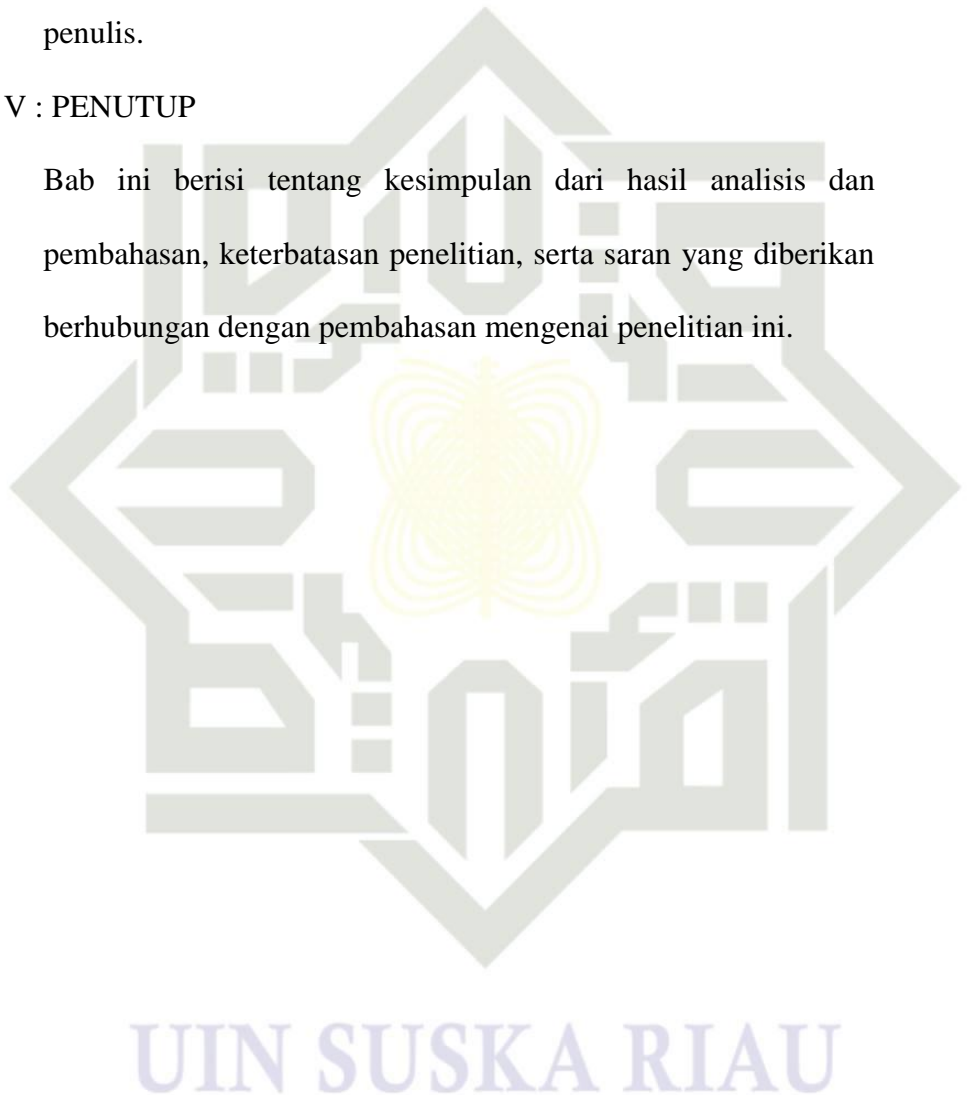 penulis.
V : PENUTUP
Bab ini berisi tentang kesimpulan dari hasil analisis dan
pembahasan, keterbatasan penelitian, serta saran yang diberikan
berhubungan dengan pembahasan mengenai penelitian ini.
UIN SUSKA RIAU